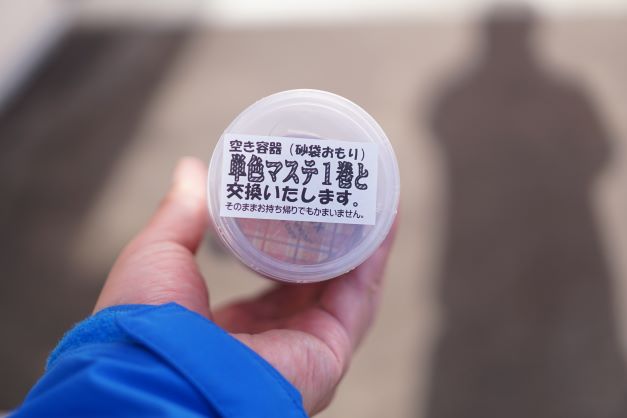 空き容器（砂袋おもり）
単色マステ１巻と
交換いたします。
そのままお持ち帰りでもかまいません。